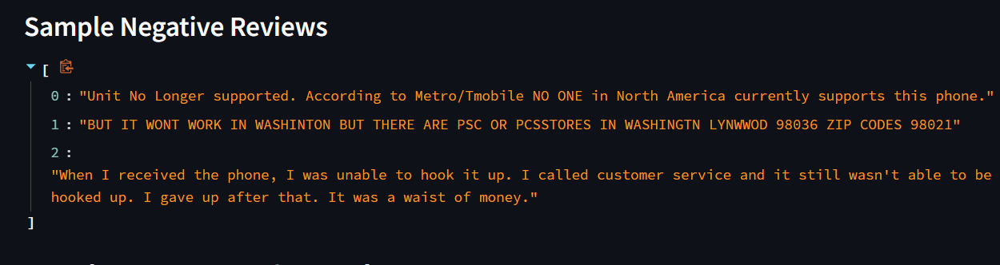 Sample Negative Reviews
[
0 : "Unit No Longer supported. According to Metro/Tmobile NO ONE in North America currently supports this phone."
1 : "BUT IT WONT WORK IN WASHINTON BUT THERE ARE PSC OR PCSSTORES IN WASHINGTN LYNWWOD 98036 ZIP CODES 98021"
2 :
"When I received the phone, I was unable to hook it up. I called customer service and it still wasn't able to be
hooked up. I gave up after that. It was a waist of money."
]